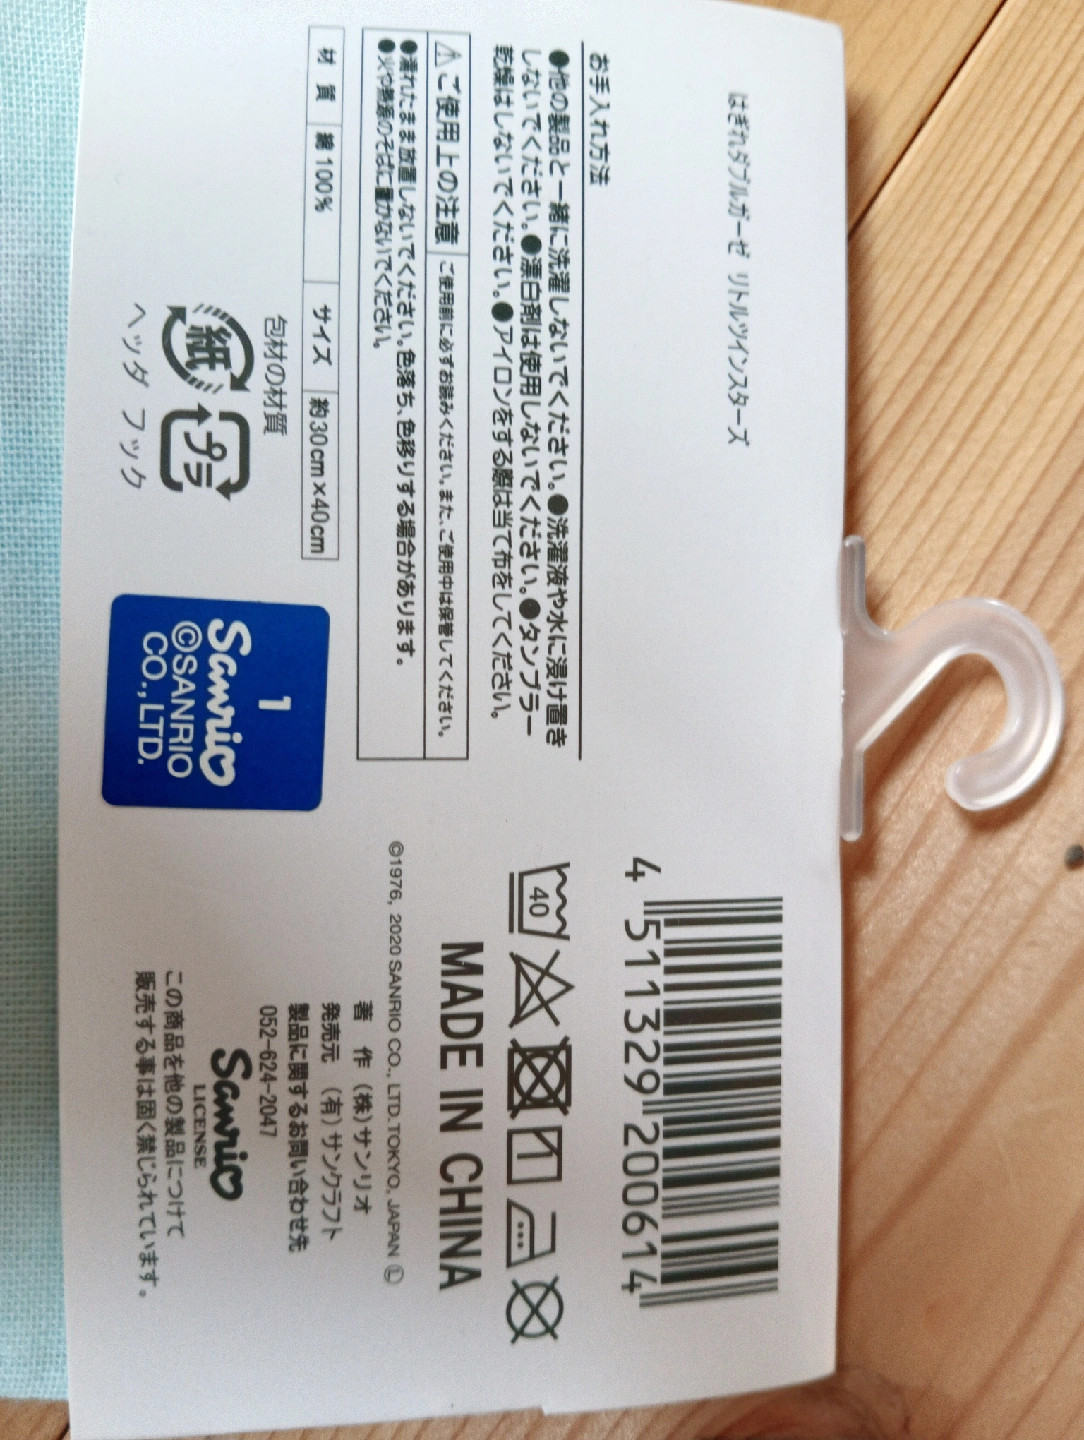 はぎれダブルガーゼ リトルツインスターズ
お手入れ方法
●他の製品と一緒に洗濯しないでください。●洗濯液や水に浸け置き
しないでください。●漂白剤は使用しないでください。●タンブラー
乾燥はしないでください。●アイロンをする際は当て布をしてください。
⚠ご使用上の注意 ご使用前に必ずお読みください。また、ご使用中は保管してください。
●濡れたまま放置しないでください。色落ち、色移りする場合があります。
●火や熱源のそばに置かないでください。
材 質 綿100% サイズ 約30cm×40cm
包材の材質
紙 プラ
ヘッダ フック
1
Sanrio
©SANRIO
CO.,LTD.
4 511329 200614
40
MADE IN CHINA
©1976, 2020 SANRIO CO., LTD. TOKYO, JAPAN Ⓛ
著 作 (株)サンリオ
発売元 (有)サンクラフト
製品に関するお問い合わせ先
052-624-2047
Sanrio
LICENSE
この商品を他の製品につけて
販売する事は固く禁じられています。